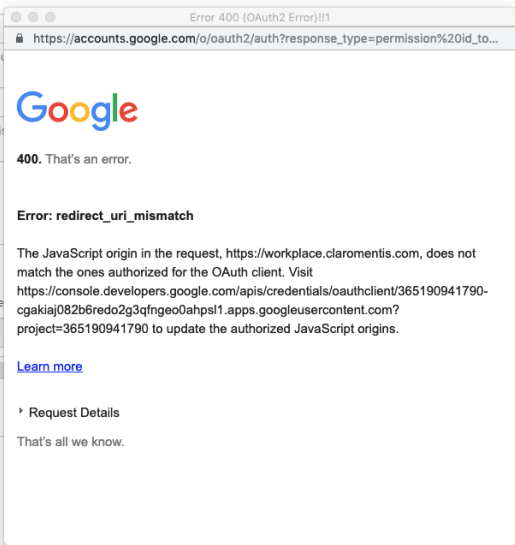 Error 400 (OAuth2 Error)!!1
https://accounts.google.com/o/oauth2/auth?response_type=permission%20id_to...
Google
400. That's an error.
Error: redirect_uri_mismatch
The JavaScript origin in the request, https://workplace.claromentis.com, does not
match the ones authorized for the OAuth client. Visit
https://console.developers.google.com/apis/credentials/oauthclient/365190941790-
cgakiaj082b6redo2g3qfngeo0ahpsl1.apps.googleusercontent.com?
project=365190941790 to update the authorized JavaScript origins.
Learn more
Request Details
That's all we know.